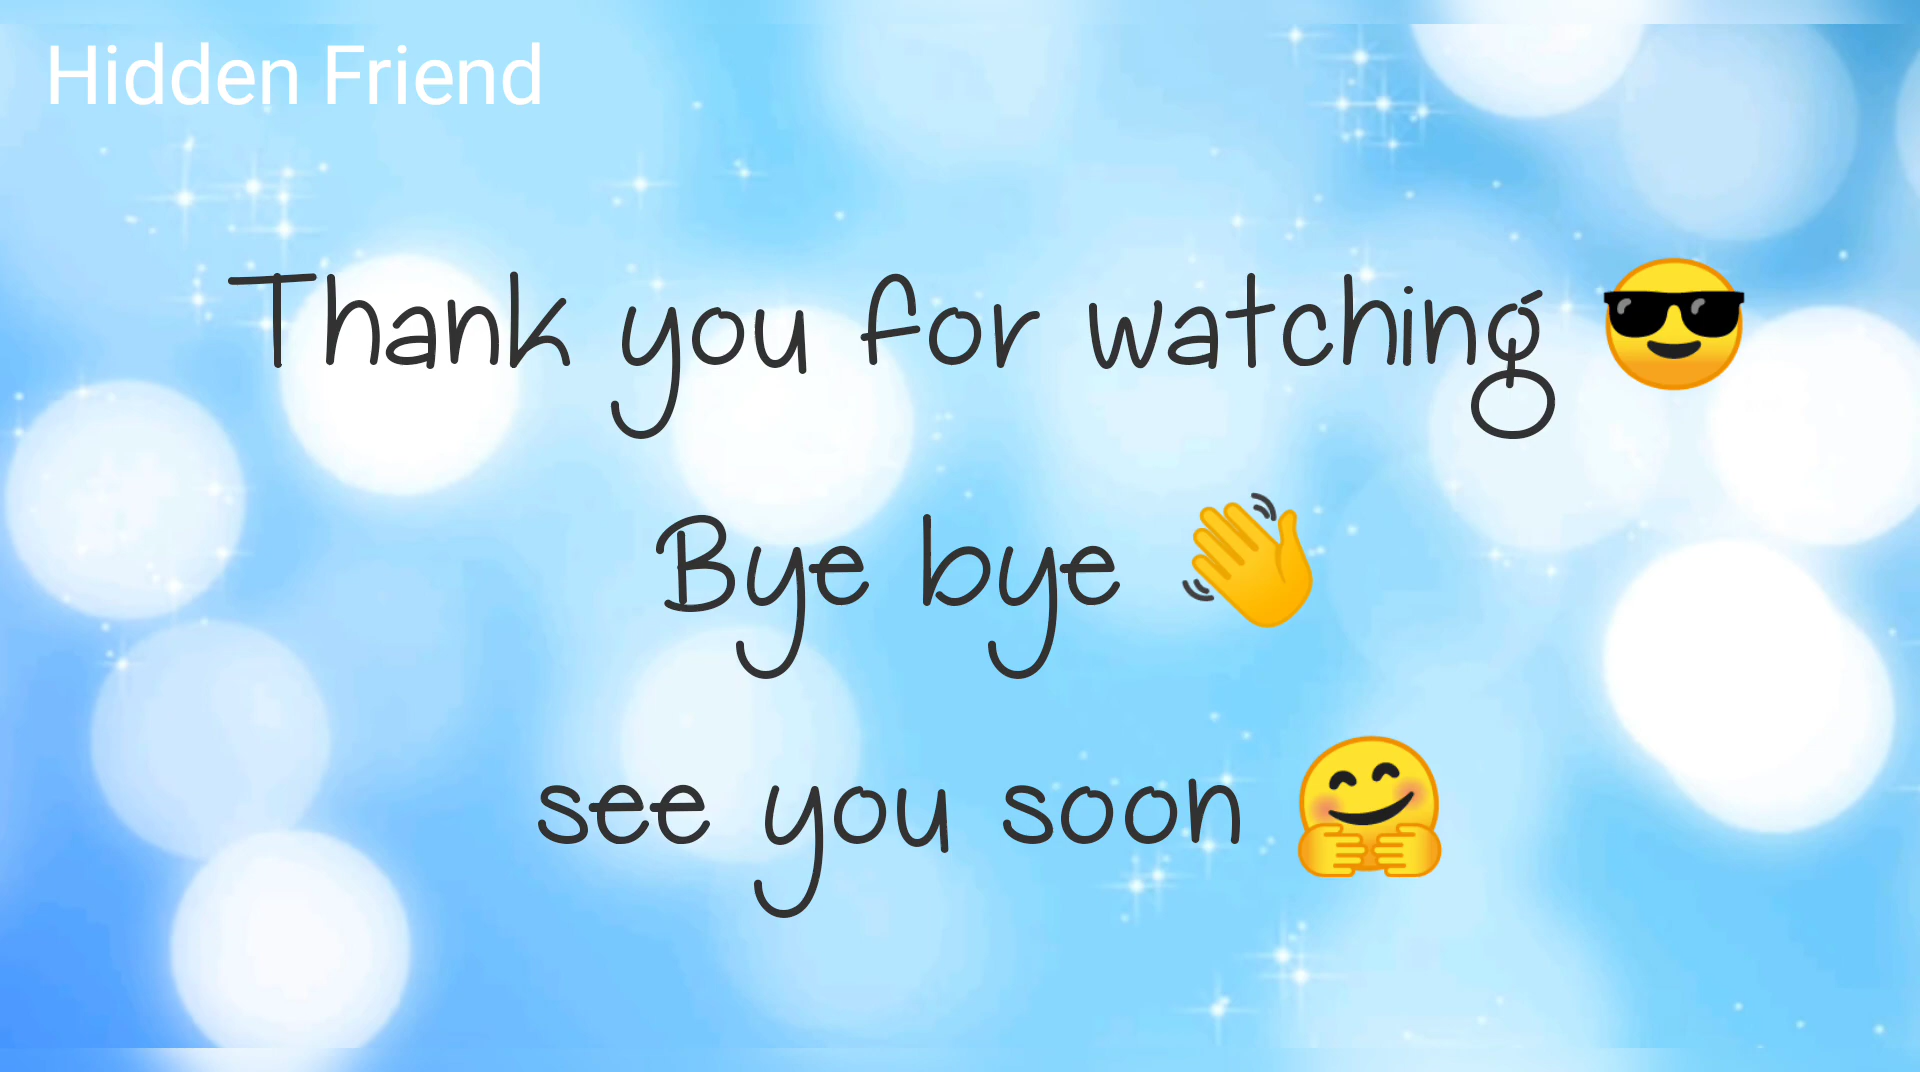 Hidden Friend
Thank you for watching 😎
Bye bye 👋
see you soon 🤗